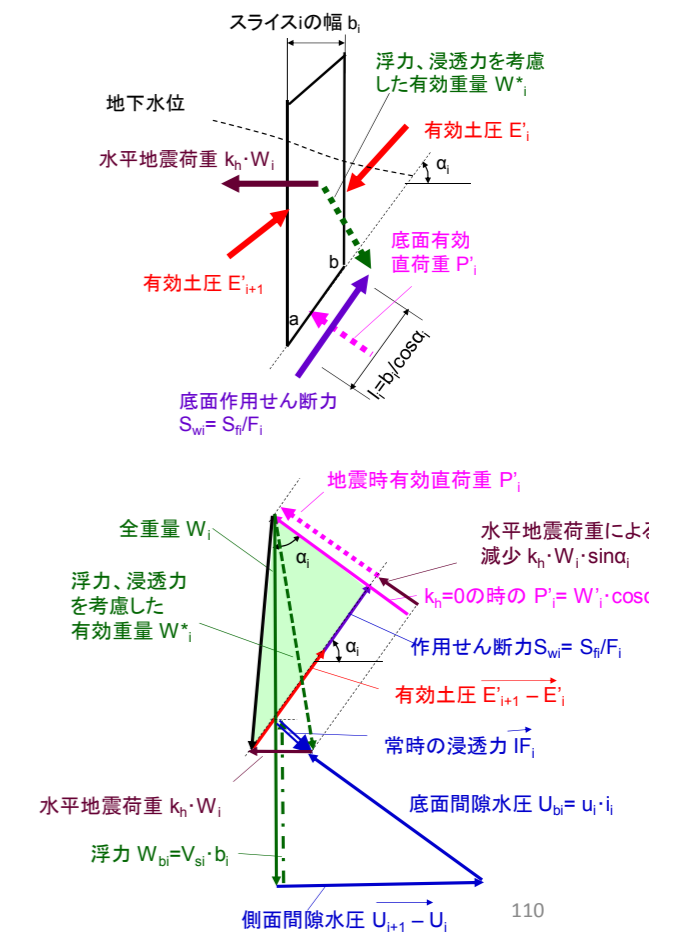 スライスiの幅 bi
浮力、浸透力を考慮
した有効重量 W*i
地下水位
有効土圧 E'i
水平地震荷重 kh・Wi
αi
底面有効
直荷重 P'i
b
有効土圧 E'i+1
a
li=bi/cosαi
底面作用せん断力
Swi= Sfi/Fi
地震時有効直荷重 P'i
全重量 Wi
水平地震荷重による
減少 kh・Wi・sinαi
αi
浮力、浸透力
を考慮した
有効重量 W*i
kh=0の時の P'i= W'i・cosα
αi
作用せん断力Swi= Sfi/Fi
有効土圧 E'i+1 – E'i
常時の浸透力 IFi
水平地震荷重 kh・Wi
底面間隙水圧 Ubi= ui・ii
浮力 Wbi=Vsi・bi
側面間隙水圧 Ui+1 – Ui
110